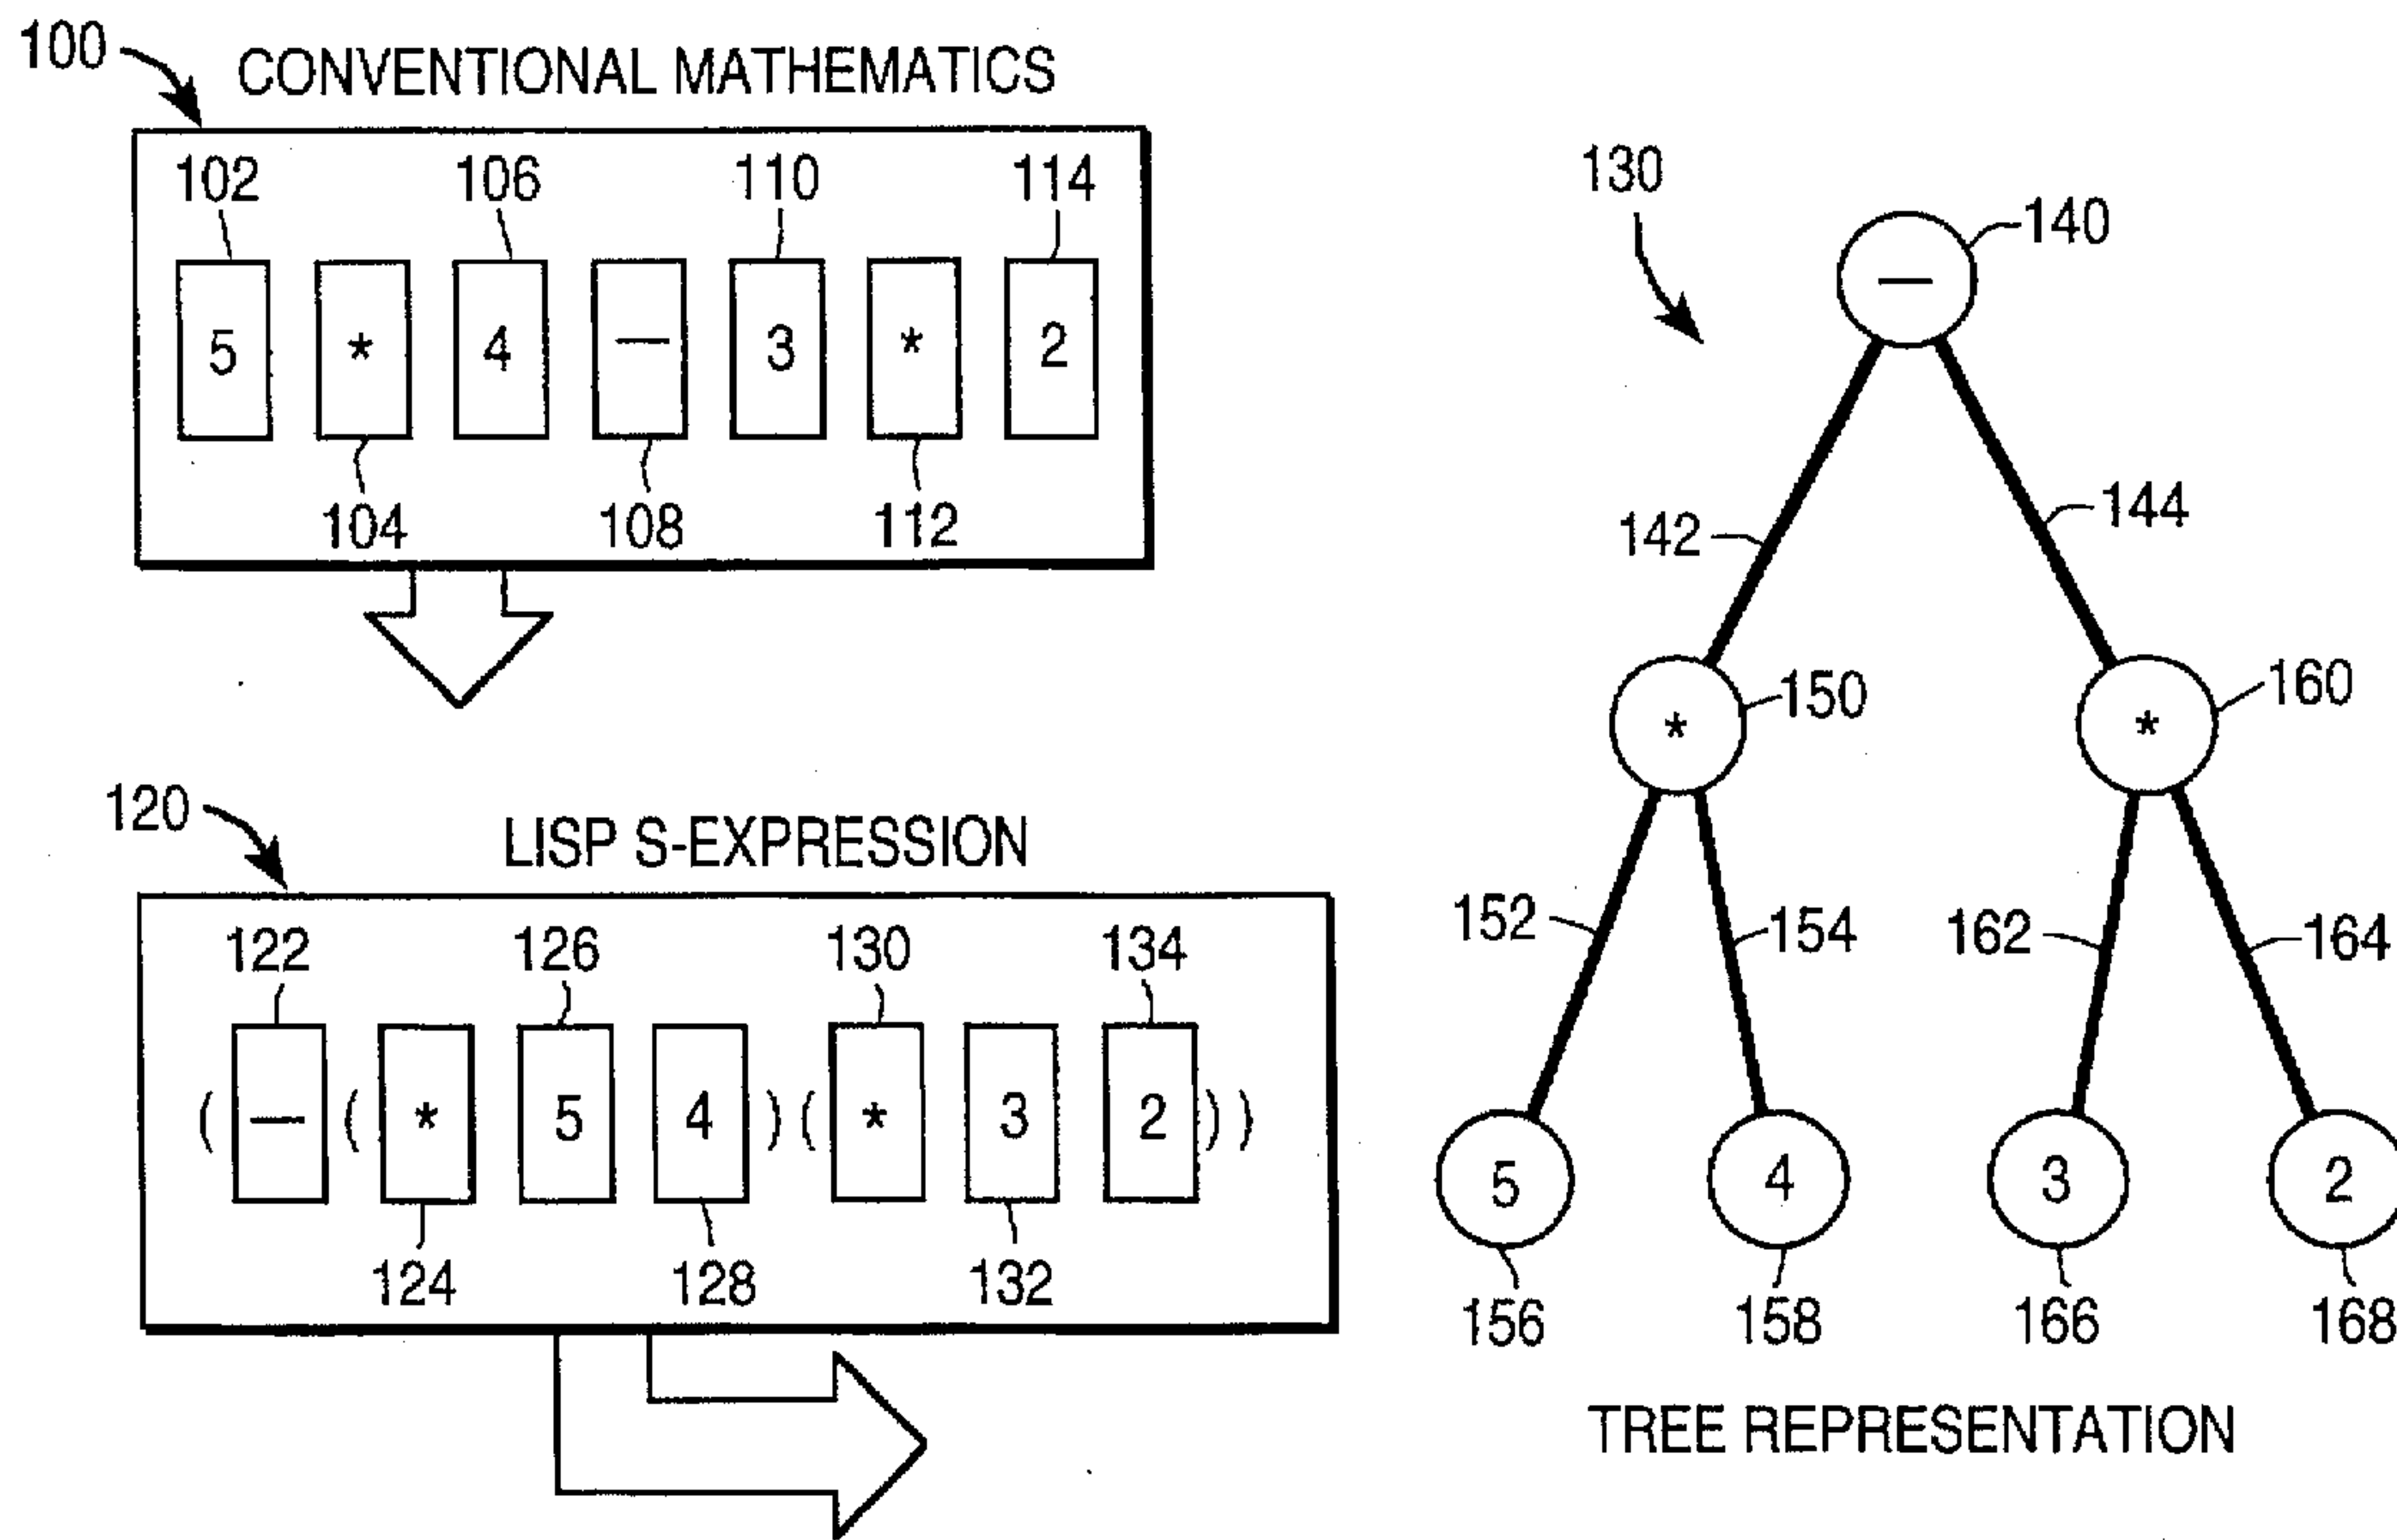 100
CONVENTIONAL MATHEMATICS
102 106 110 114
5 * 4 — 3 * 2
104 108 112
120
LISP S-EXPRESSION
122 126 130 134
( — ( * 5 4 ) ( * 3 2 ) )
124 128 132
130
140
—
142 144
* 150 * 160
152 154 162 164
5 4 3 2
156 158 166 168
TREE REPRESENTATION